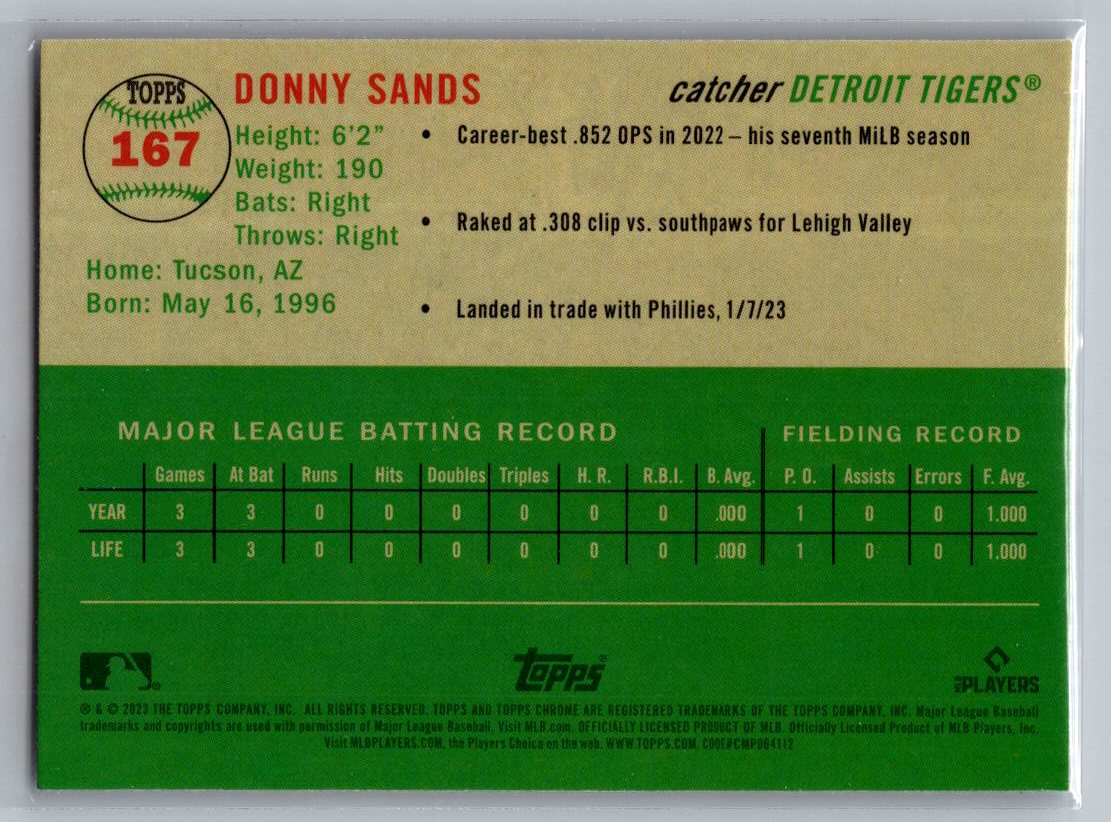 TOPPS
167
DONNY SANDS
catcher DETROIT TIGERS®
Height: 6'2"
Weight: 190
Bats: Right
Throws: Right
Home: Tucson, AZ
Born: May 16, 1996
• Career-best .852 OPS in 2022 – his seventh MiLB season
• Raked at .308 clip vs. southpaws for Lehigh Valley
• Landed in trade with Phillies, 1/7/23
MAJOR LEAGUE BATTING RECORD FIELDING RECORD
Games At Bat Runs Hits Doubles Triples H. R. R.B.I. B. Avg. P. O. Assists Errors F. Avg.
YEAR 3 3 0 0 0 0 0 0 .000 1 0 0 1.000
LIFE 3 3 0 0 0 0 0 0 .000 1 0 0 1.000
topps®
MLB PLAYERS
® & © 2023 THE TOPPS COMPANY, INC. ALL RIGHTS RESERVED. TOPPS AND TOPPS CHROME ARE REGISTERED TRADEMARKS OF THE TOPPS COMPANY, INC. Major League Baseball
trademarks and copyrights are used with permission of Major League Baseball. Visit MLB.com. OFFICIALLY LICENSED PRODUCT OF MLB. Officially Licensed Product of MLB Players, Inc.
Visit MLBPLAYERS.COM, the Players Choice on the web. WWW.TOPPS.COM. CODE#CMP084112